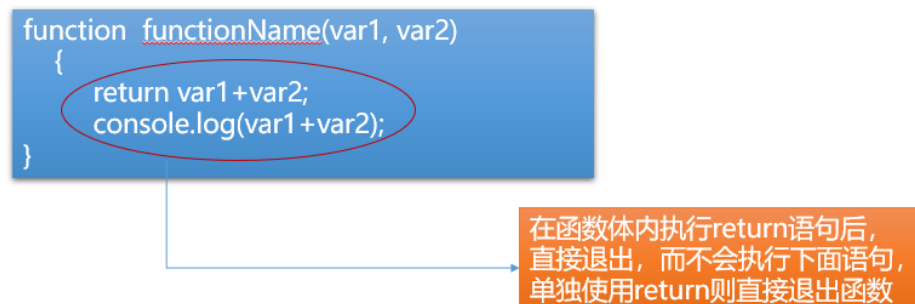 function functionName(var1, var2)
{
return var1+var2;
console.log(var1+var2);
}
在函数体内执行return语句后，
直接退出，而不会执行下面语句，
单独使用return则直接退出函数